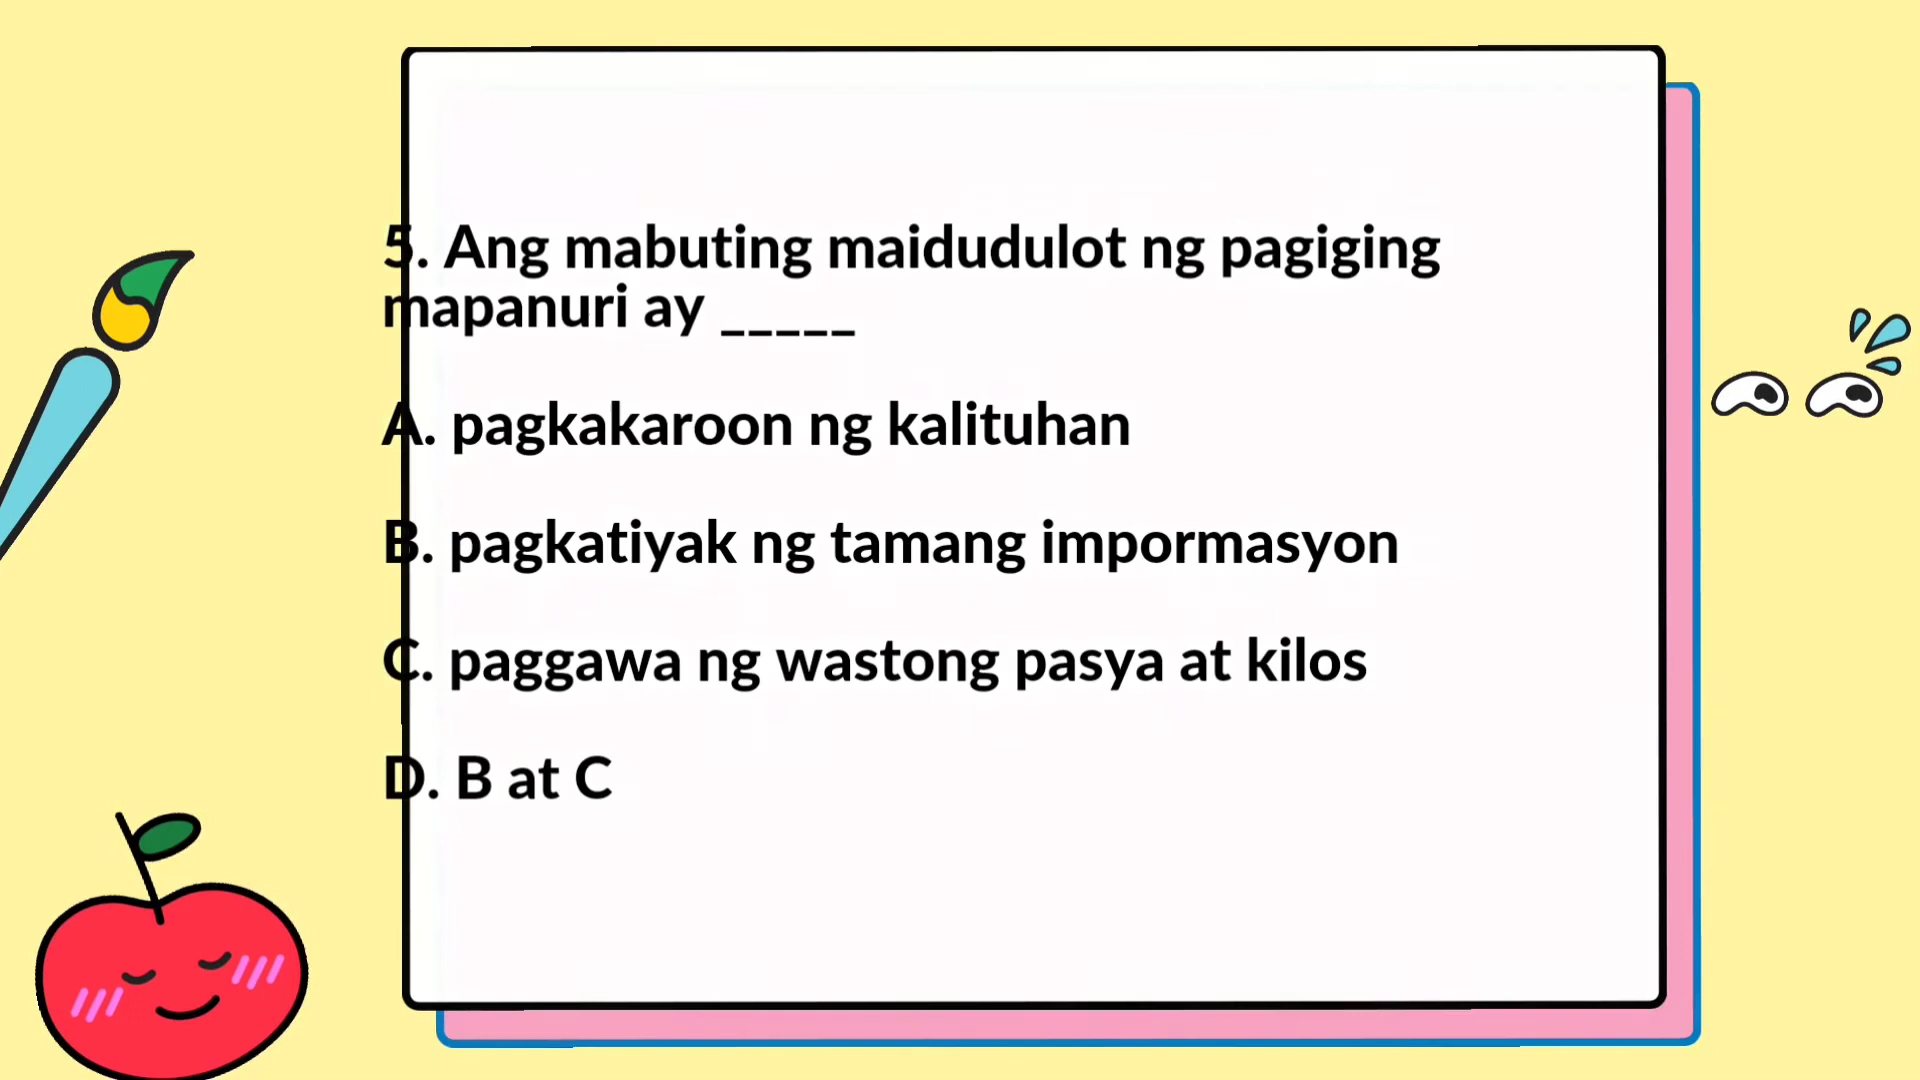 5. Ang mabuting maidudulot ng pagiging
mapanuri ay _____
A. pagkakaroon ng kalituhan
B. pagkatiyak ng tamang impormasyon
C. paggawa ng wastong pasya at kilos
D. B at C